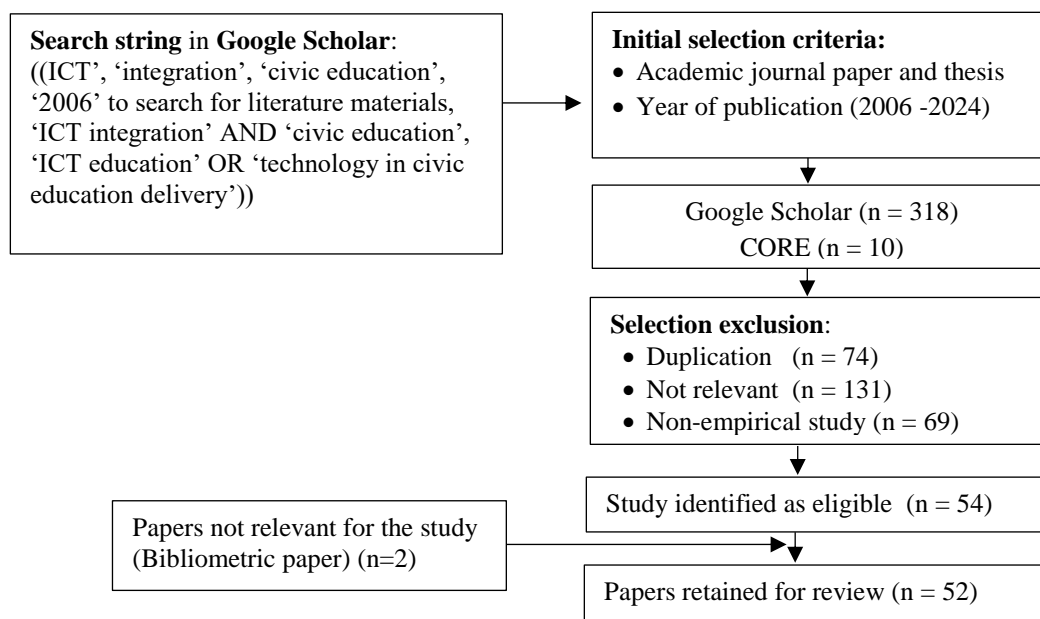 Search string in Google Scholar:
((ICT’, ‘integration’, ‘civic education’,
‘2006’ to search for literature materials,
‘ICT integration’ AND ‘civic education’,
‘ICT education’ OR ‘technology in civic
education delivery’))
Initial selection criteria:
• Academic journal paper and thesis
• Year of publication (2006 -2024)
Google Scholar (n = 318)
CORE (n = 10)
Selection exclusion:
• Duplication (n = 74)
• Not relevant (n = 131)
• Non-empirical study (n = 69)
Study identified as eligible (n = 54)
Papers not relevant for the study
(Bibliometric paper) (n=2)
Papers retained for review (n = 52)